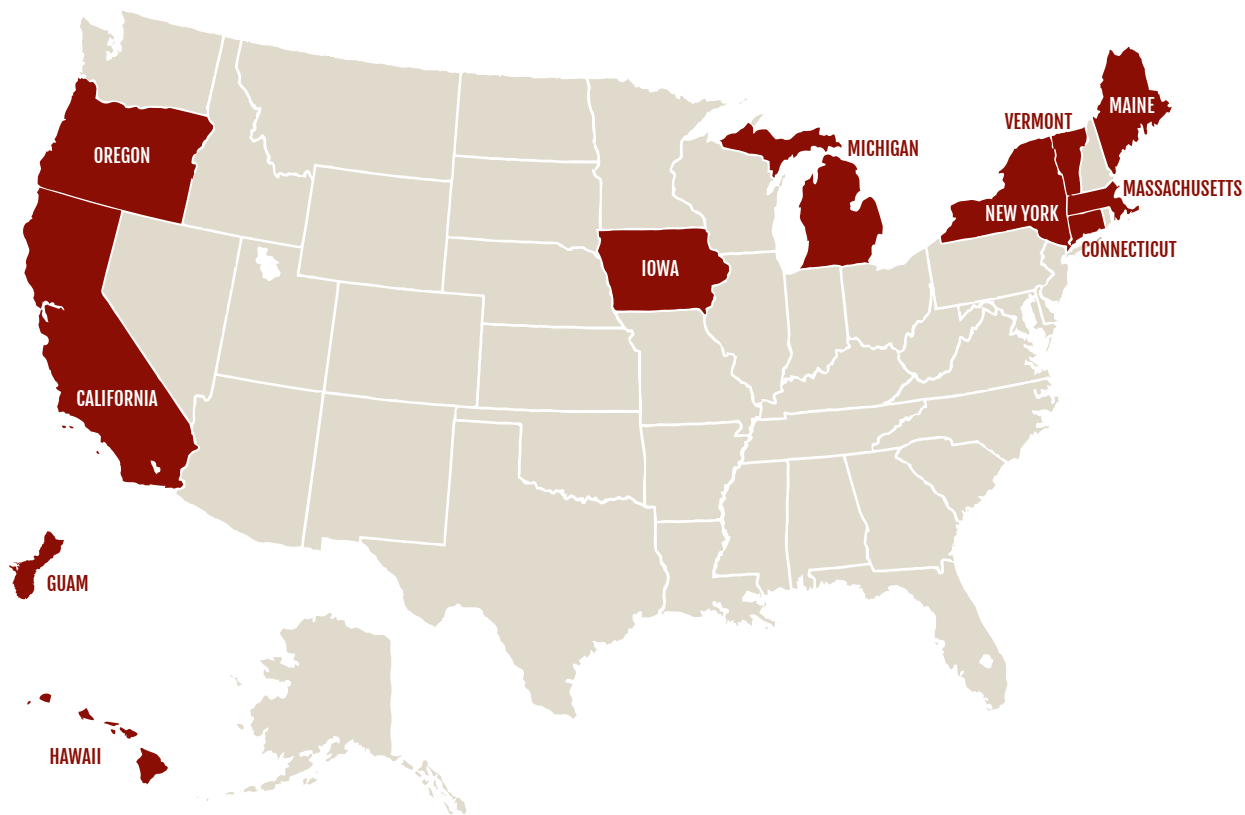 MAINE
VERMONT
OREGON
MICHIGAN
MASSACHUSETTS
NEW YORK
CONNECTICUT
IOWA
CALIFORNIA
GUAM
HAWAII